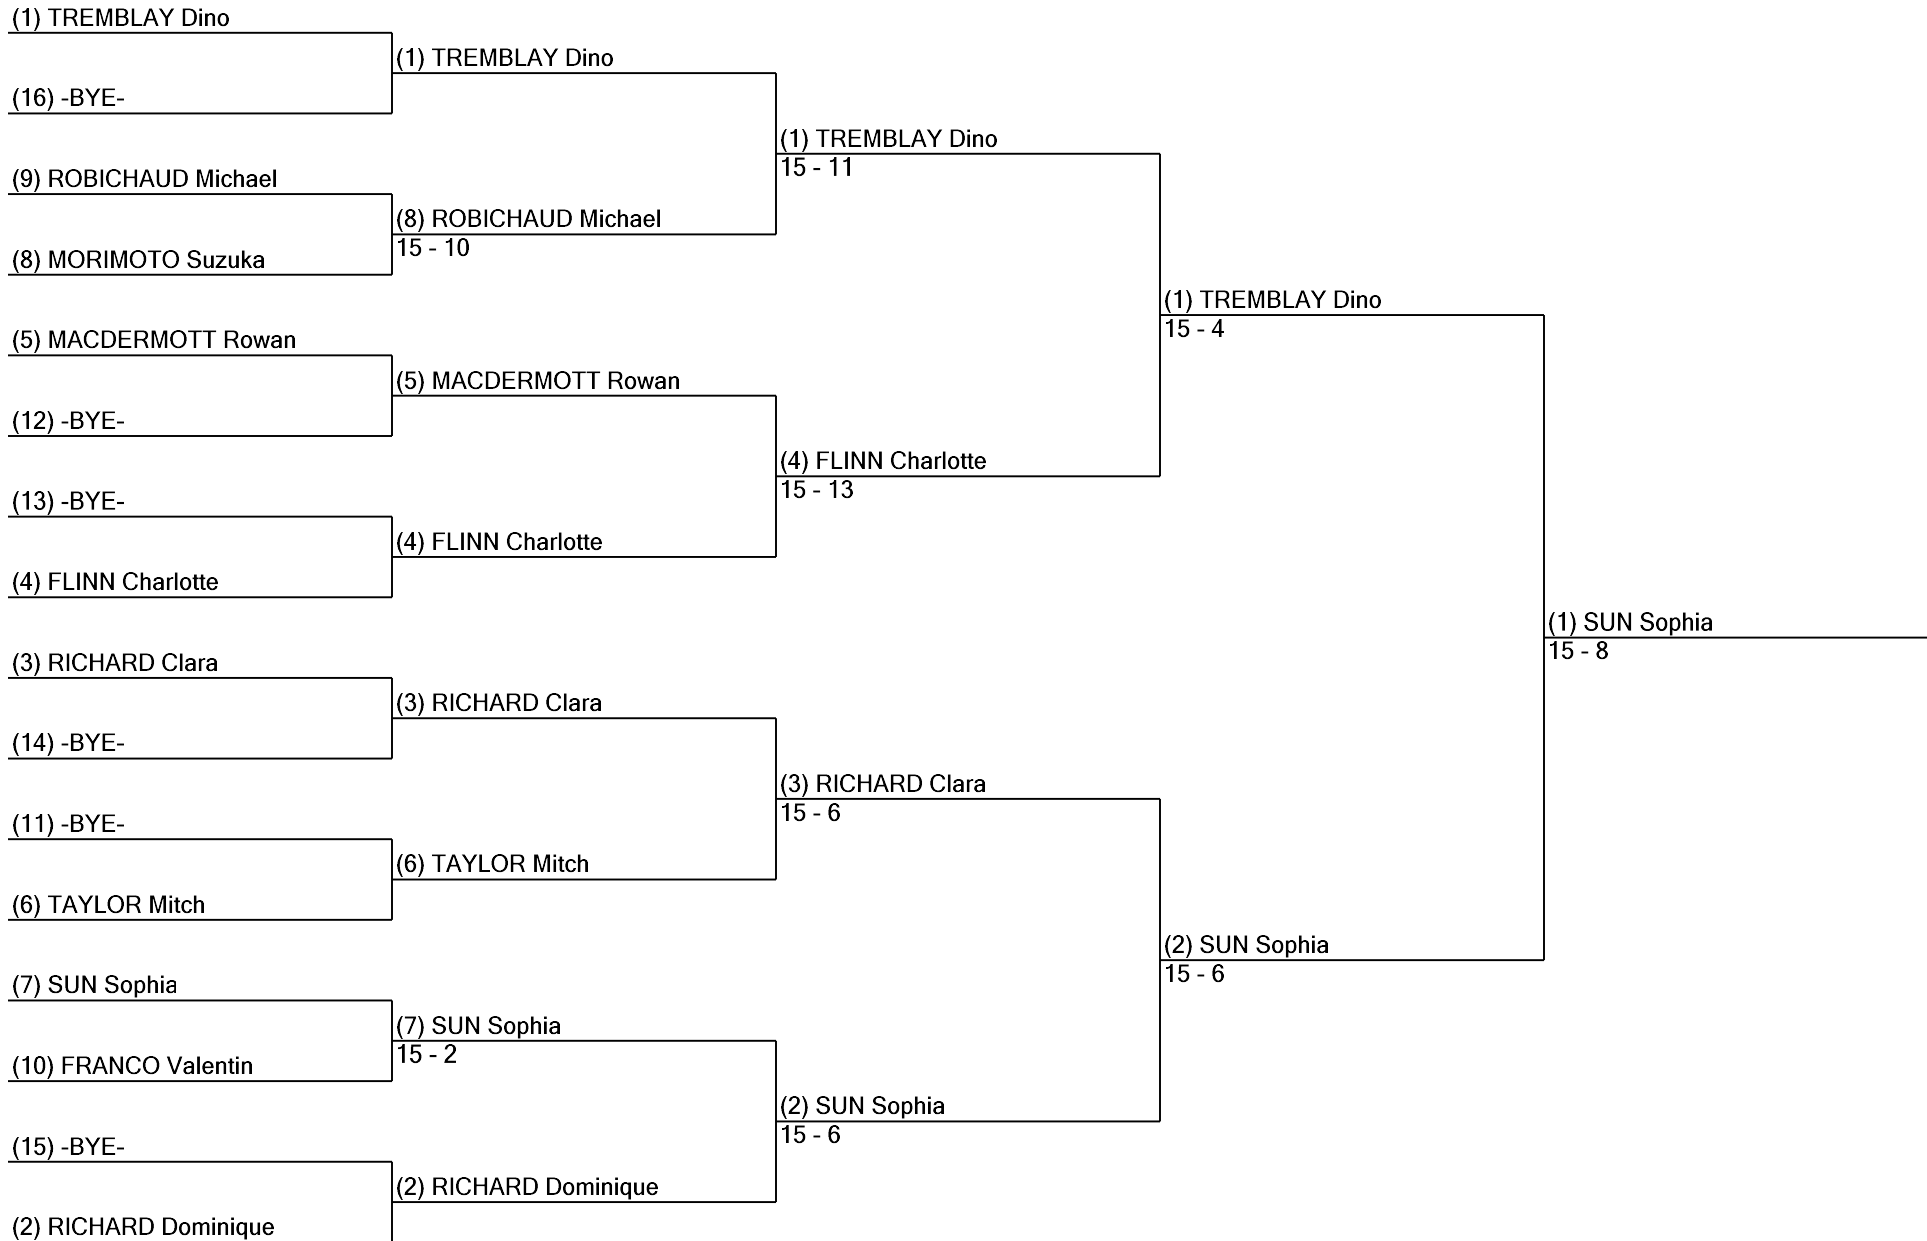 (1) TREMBLAY Dino
(16) -BYE-
(9) ROBICHAUD Michael
(8) MORIMOTO Suzuka
(5) MACDERMOTT Rowan
(12) -BYE-
(13) -BYE-
(4) FLINN Charlotte
(3) RICHARD Clara
(14) -BYE-
(11) -BYE-
(6) TAYLOR Mitch
(7) SUN Sophia
(10) FRANCO Valentin
(15) -BYE-
(2) RICHARD Dominique
(1) TREMBLAY Dino
(8) ROBICHAUD Michael
15 - 10
(5) MACDERMOTT Rowan
(4) FLINN Charlotte
(3) RICHARD Clara
(6) TAYLOR Mitch
(7) SUN Sophia
15 - 2
(2) RICHARD Dominique
(1) TREMBLAY Dino
15 - 11
(4) FLINN Charlotte
15 - 13
(3) RICHARD Clara
15 - 6
(2) SUN Sophia
15 - 6
(1) TREMBLAY Dino
15 - 4
(2) SUN Sophia
15 - 6
(1) SUN Sophia
15 - 8